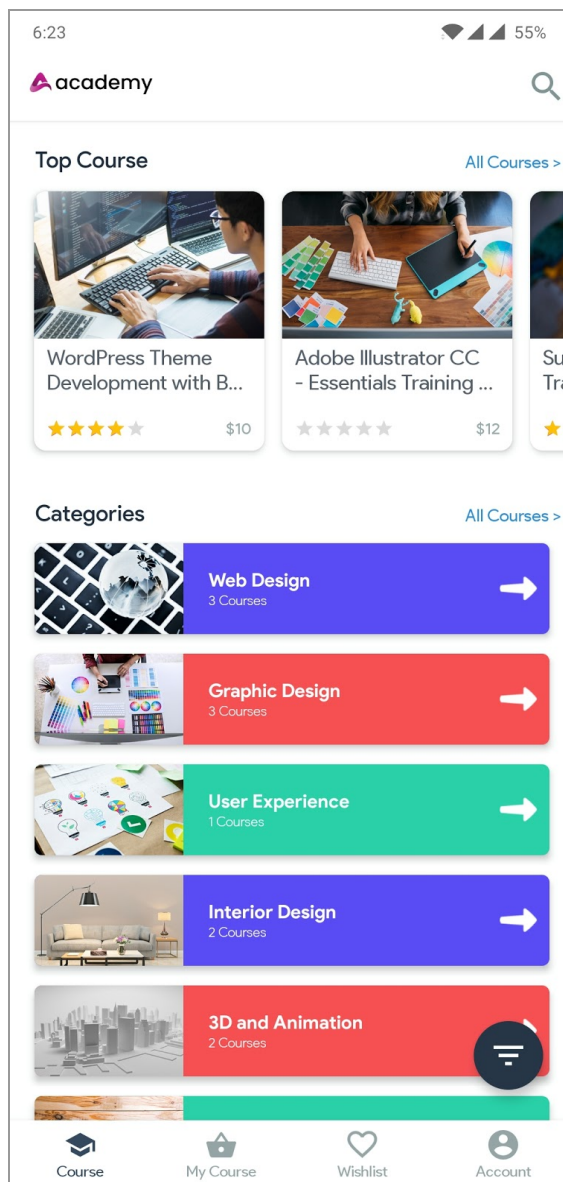 6:23
55%
academy
Top Course
All Courses >
WordPress Theme
Development with B...
$10
Adobe Illustrator CC
- Essentials Training ...
$12
Su
Tra
Categories
All Courses >
Web Design
3 Courses
Graphic Design
3 Courses
User Experience
1 Courses
Interior Design
2 Courses
3D and Animation
2 Courses
Course
My Course
Wishlist
Account